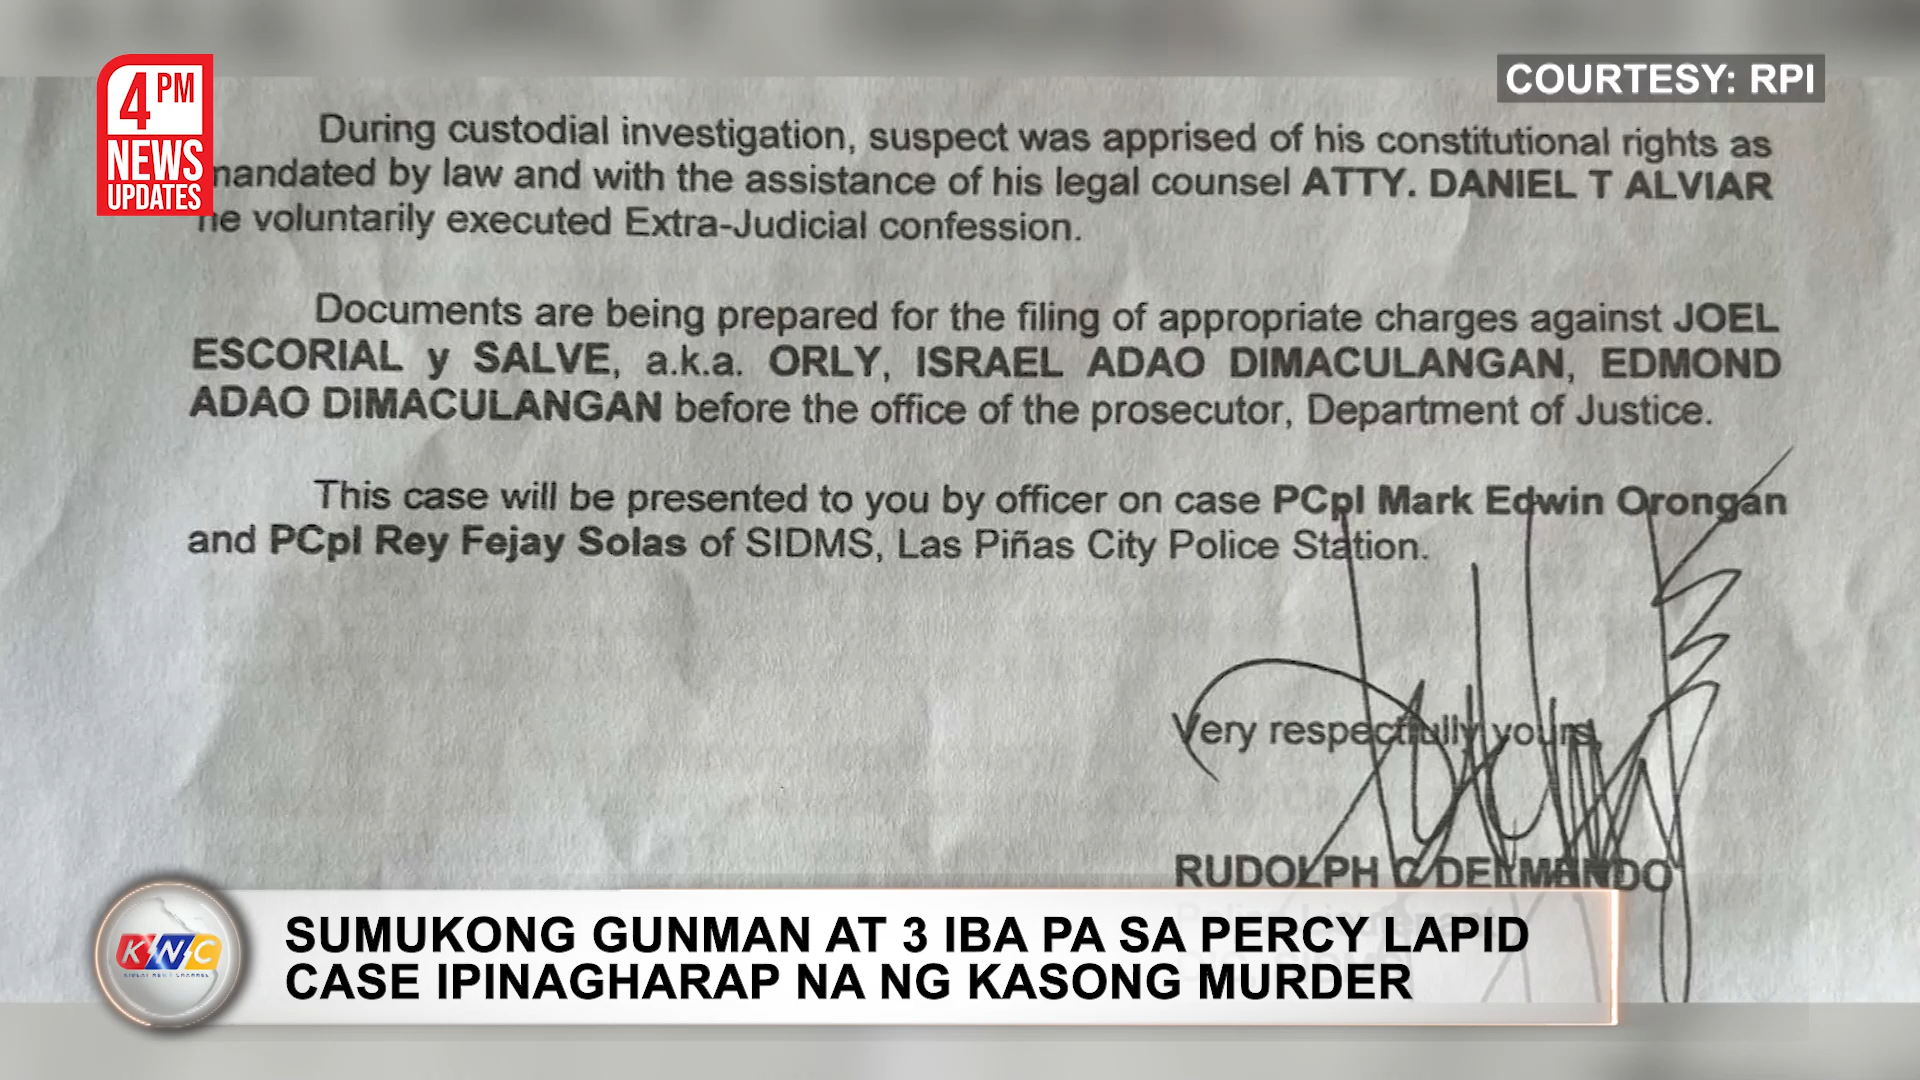 4 PM
NEWS
UPDATES
COURTESY: RPI
During custodial investigation, suspect was apprised of his constitutional rights as
mandated by law and with the assistance of his legal counsel ATTY. DANIEL T ALVIAR
he voluntarily executed Extra-Judicial confession.
Documents are being prepared for the filing of appropriate charges against JOEL
ESCORIAL y SALVE, a.k.a. ORLY, ISRAEL ADAO DIMACULANGAN, EDMOND
ADAO DIMACULANGAN before the office of the prosecutor, Department of Justice.
This case will be presented to you by officer on case PCpl Mark Edwin Orongan
and PCpl Rey Fejay Solas of SIDMS, Las Piñas City Police Station.
Very respectfully yours,
RUDOLPH C DELMENDO
KNC
SUMUKONG GUNMAN AT 3 IBA PA SA PERCY LAPID
CASE IPINAGHARAP NA NG KASONG MURDER